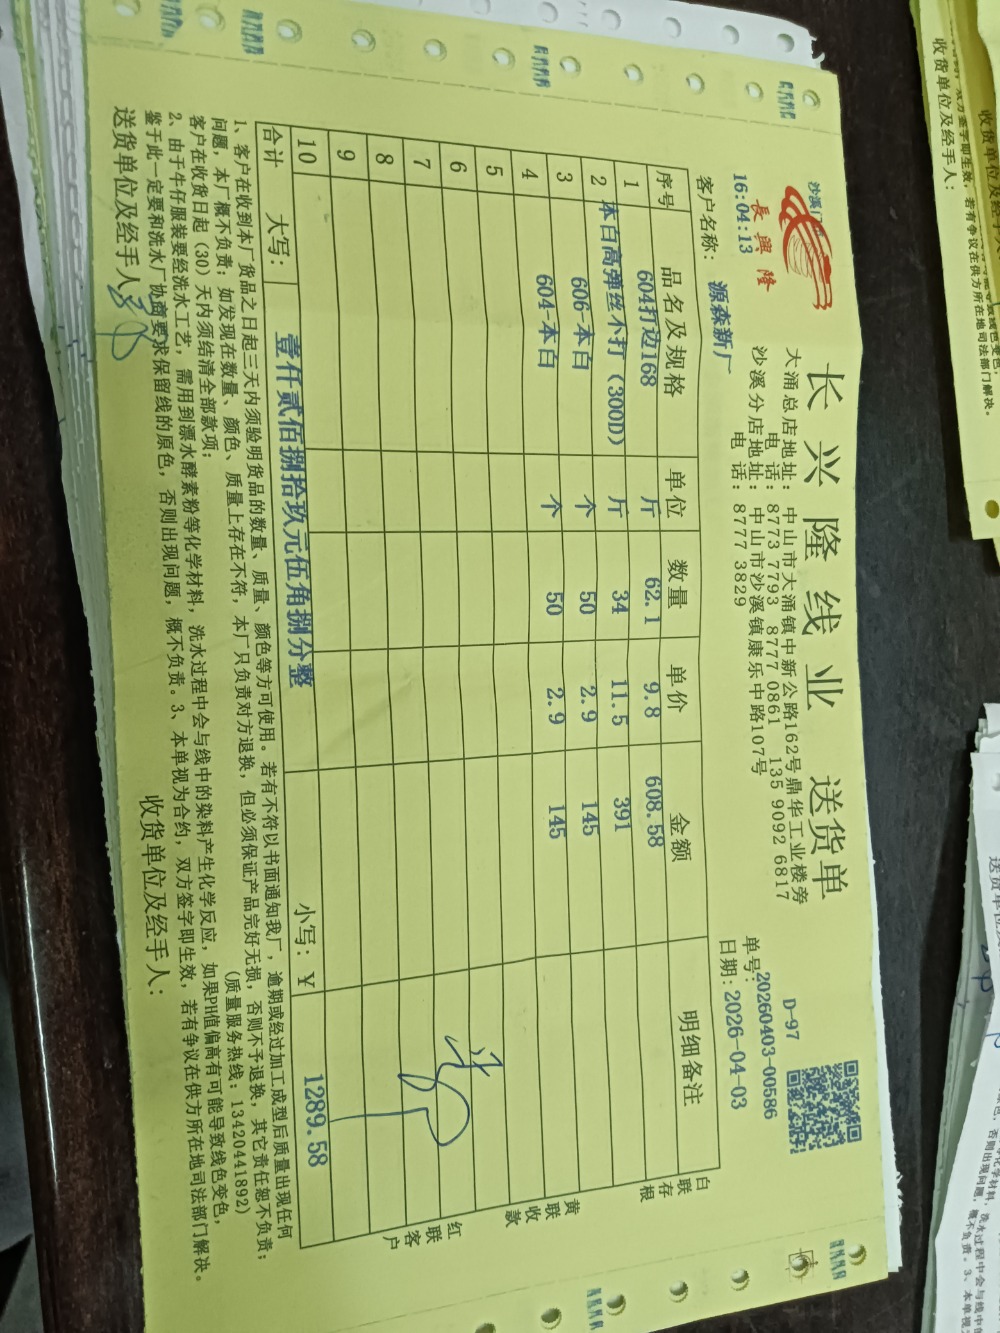 长兴隆线业 送货单
沙溪门
長興隆
16:04:13
大涌总店地址：中山市大涌镇中新公路162号鼎华工业楼旁
电话：8773 7793 8777 0861 135 9092 6817
沙溪分店地址：中山市沙溪镇康乐中路107号
电话：8777 3829
D-97
单号：20260403-00586
日期：2026-04-03
客户名称：源森新厂
序号 品名及规格 单位 数量 单价 金额 明细备注
1 604打边168 斤 62.1 9.8 608.58
2 本白高弹丝不打（300D） 斤 34 11.5 391
3 606-本白 个 50 2.9 145
4 604-本白 个 50 2.9 145
5
6
7
8
9
10
合计 大写：壹仟贰佰捌拾玖元伍角捌分整 小写：¥ 1289.58
白联存根
黄联收款
红联客户
1、客户在收到本厂货品之日起三天内须验明货品的数量、质量、颜色等方可使用。若有不符以书面通知我厂，逾期或经过加工成型后质量出现任何
问题，本厂概不负责；如发现在数量、颜色、质量上存在不符，本厂只负责对方退换，但必须保证产品完好无损，否则不予退换，其它责任恕不负责；
客户在收货日起（30）天内须结清全部款项；（质量服务热线：13420441892）
2、由于牛仔服装要经洗水工艺，需用到漂水酵素粉等化学材料，洗水过程中会与线中的染料产生化学反应，如果PH值偏高有可能导致线色变色，
鉴于此一定要和洗水厂协商要求保留线的原色，否则出现问题，概不负责。3、本单视为合约，双方签字即生效，若有争议在供方所在地司法部门解决。
送货单位及经手人： 收货单位及经手人：
收货单位及经手人：
收货单位及经手人：